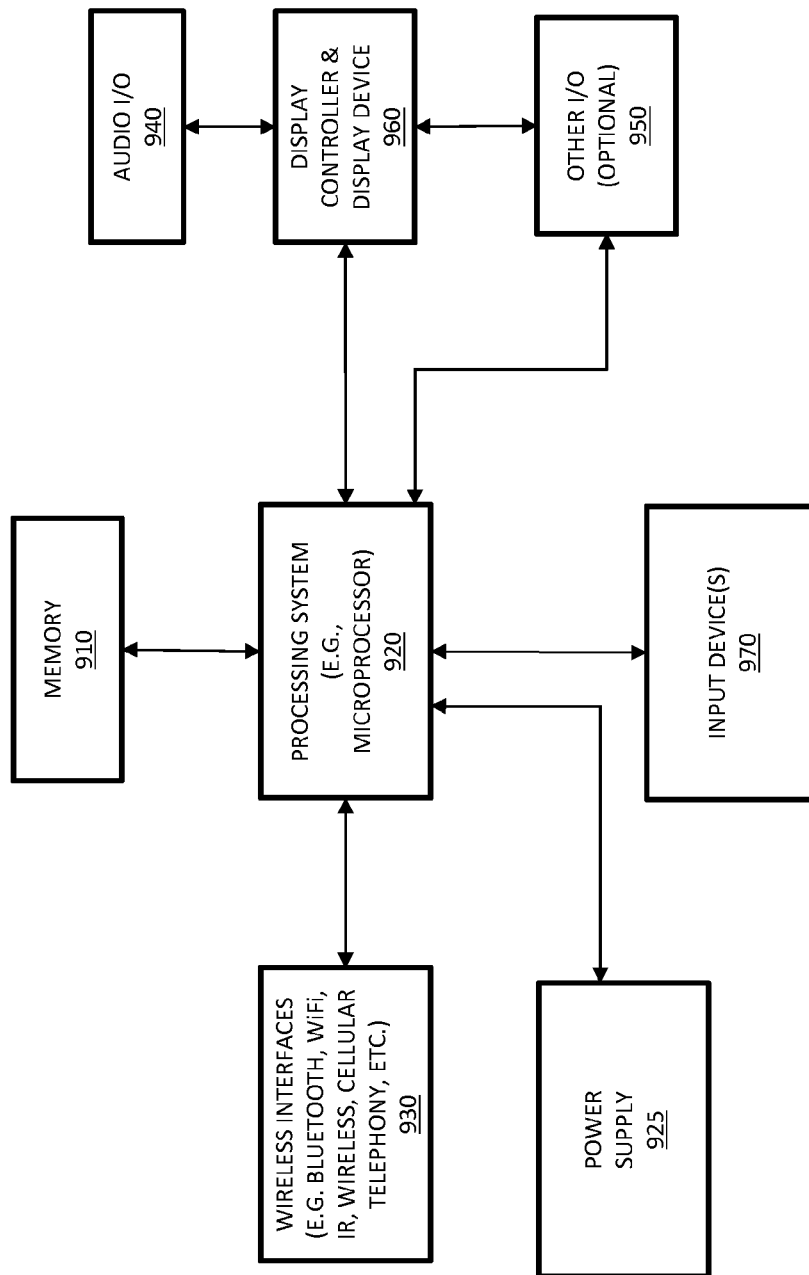 AUDIO I/O
940
DISPLAY
CONTROLLER &
DISPLAY DEVICE
960
OTHER I/O
(OPTIONAL)
950
MEMORY
910
PROCESSING SYSTEM
(E.G.,
MICROPROCESSOR)
920
INPUT DEVICE(S)
970
WIRELESS INTERFACES
(E.G. BLUETOOTH, WiFi,
IR, WIRELESS, CELLULAR
TELEPHONY, ETC.)
930
POWER
SUPPLY
925